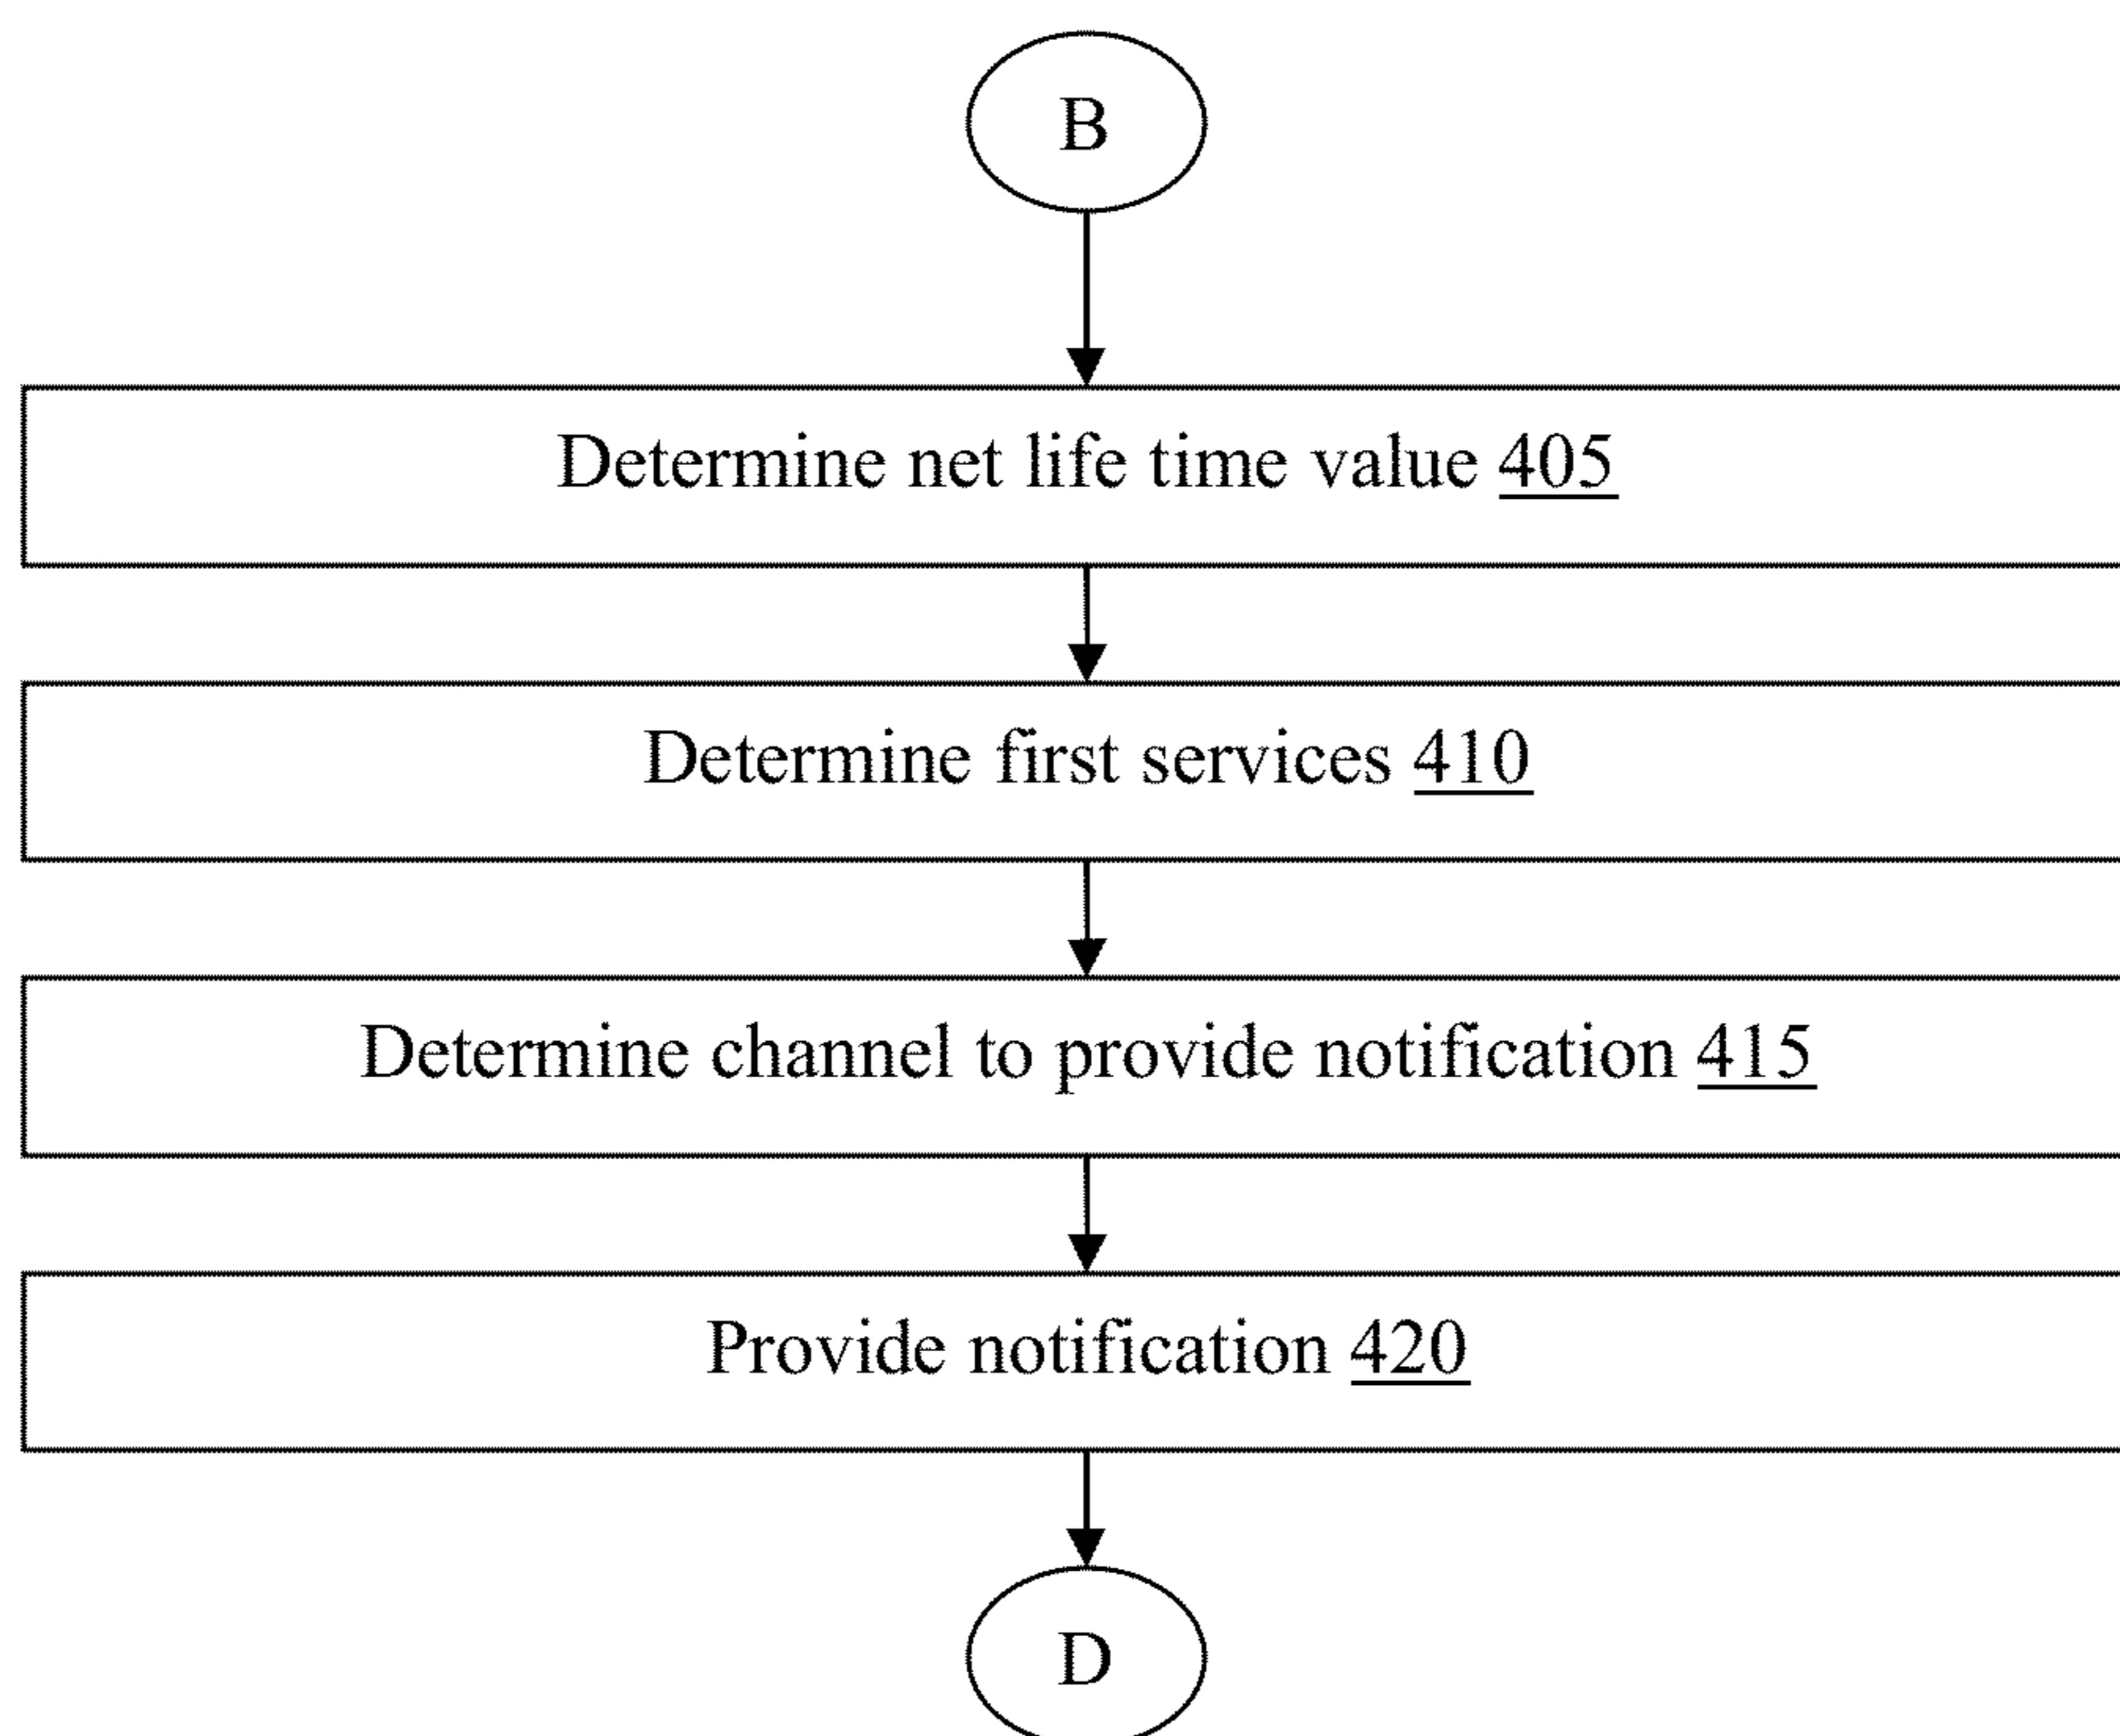 B
Determine net life time value 405
Determine first services 410
Determine channel to provide notification 415
Provide notification 420
D